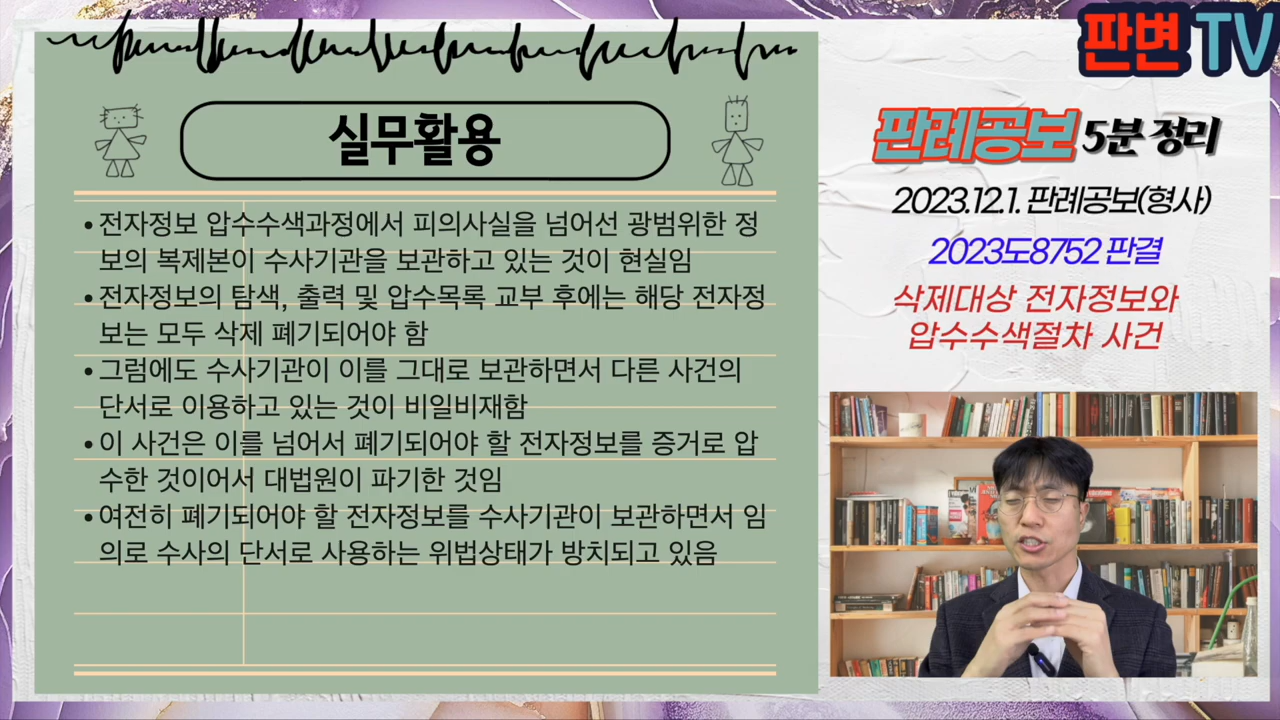 판변 TV
실무활용
• 전자정보 압수수색과정에서 피의사실을 넘어선 광범위한 정
보의 복제본이 수사기관을 보관하고 있는 것이 현실임
• 전자정보의 탐색, 출력 및 압수목록 교부 후에는 해당 전자정
보는 모두 삭제 폐기되어야 함
• 그럼에도 수사기관이 이를 그대로 보관하면서 다른 사건의
단서로 이용하고 있는 것이 비일비재함
• 이 사건은 이를 넘어서 폐기되어야 할 전자정보를 증거로 압
수한 것이어서 대법원이 파기한 것임
• 여전히 폐기되어야 할 전자정보를 수사기관이 보관하면서 임
의로 수사의 단서로 사용하는 위법상태가 방치되고 있음
판례공보 5분 정리
2023.12.1. 판례공보(형사)
2023도8752 판결
삭제대상 전자정보와
압수수색절차 사건